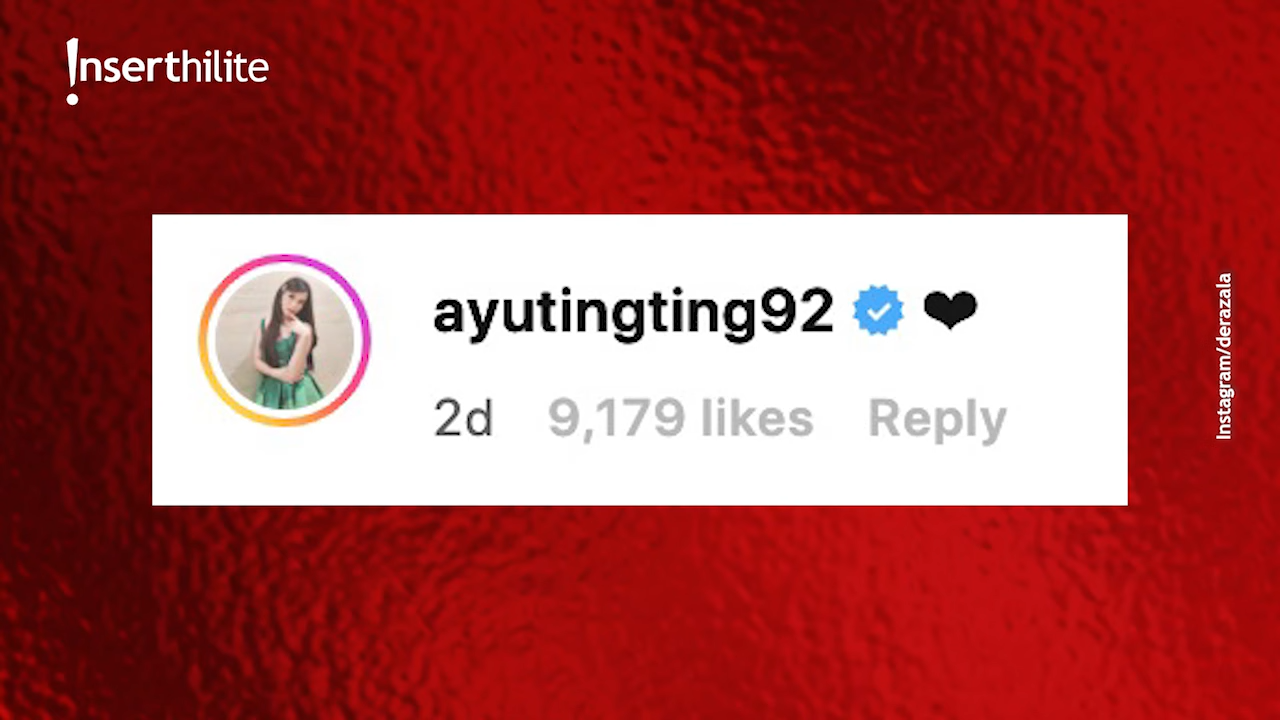 Inserthilite
ayutingting92 ❤
2d 9,179 likes Reply
Instagram/derazala